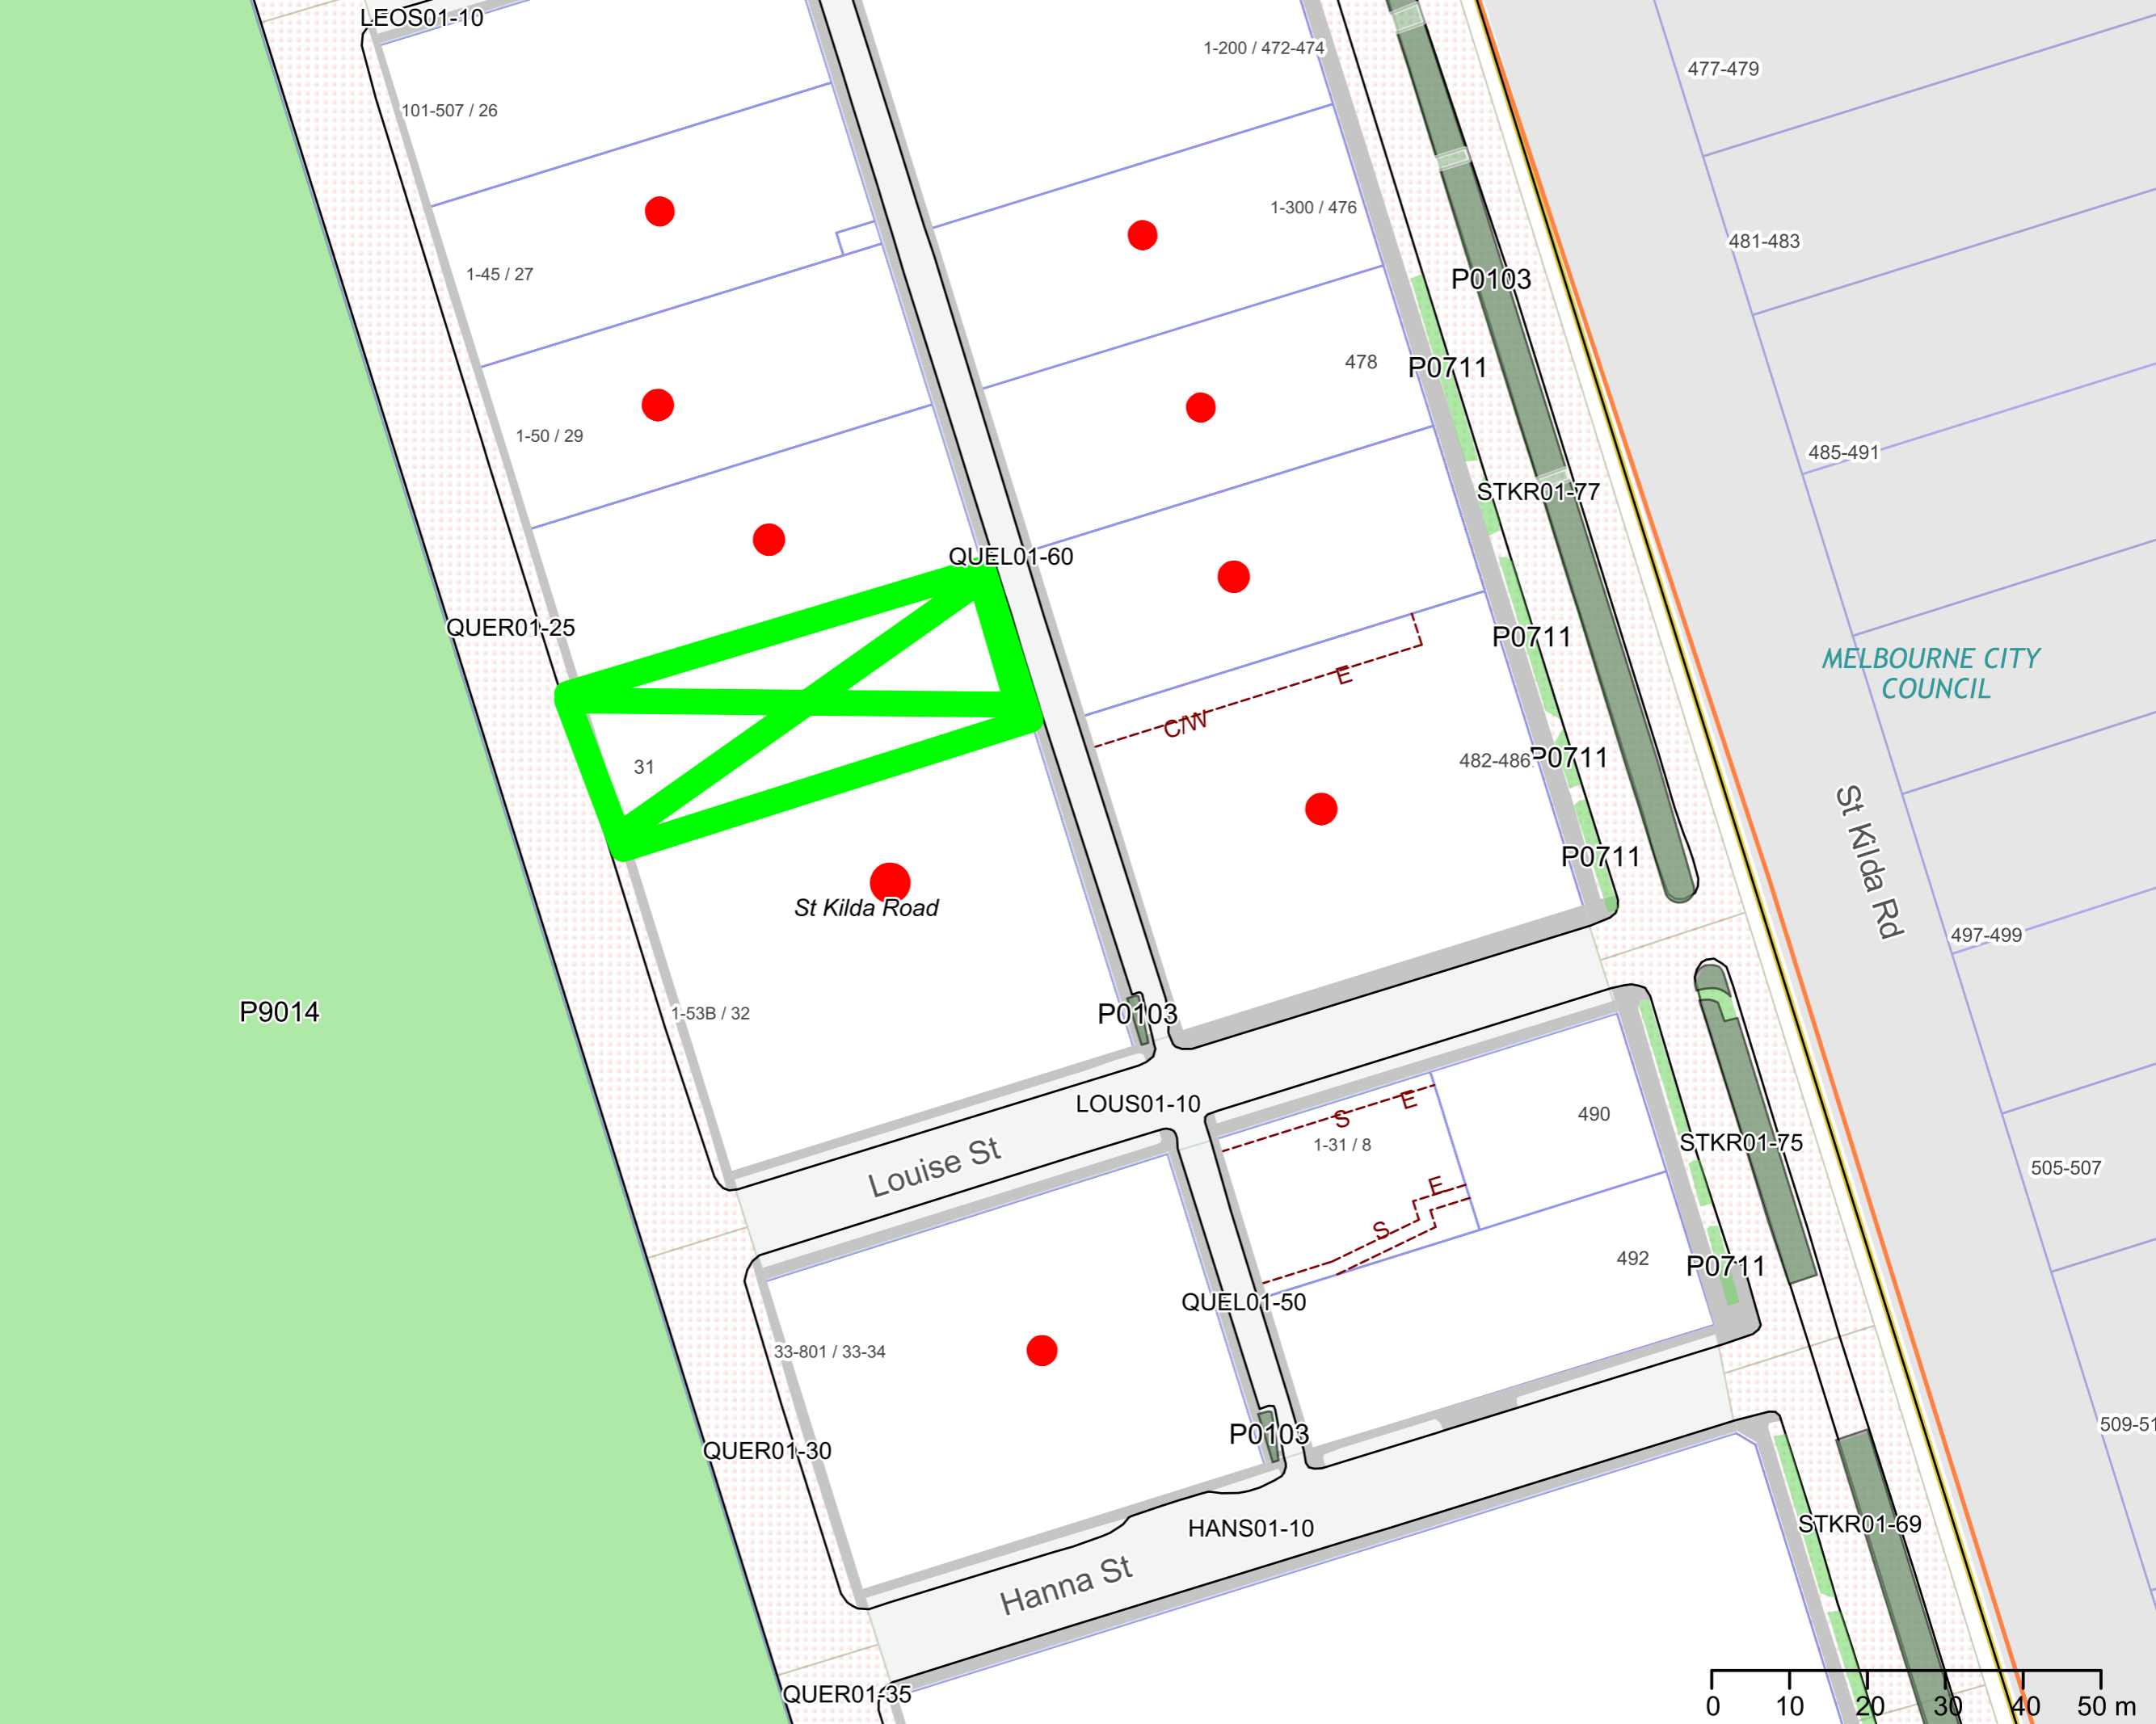 LEOS01-10
1-200 / 472-474
477-479
101-507 / 26
1-300 / 476
481-483
1-45 / 27
P0103
478
P0711
1-50 / 29
485-491
STKR01-77
QUEL01-60
QUER01-25
P0711
MELBOURNE CITY
COUNCIL
E
C/W
31
482-486
P0711
St Kilda Rd
P0711
St Kilda Road
497-499
P9014
1-53B / 32
P0103
LOUS01-10
E
S
490
1-31 / 8
STKR01-75
Louise St
505-507
E
S
492
P0711
QUEL01-50
33-801 / 33-34
509-51
P0103
QUER01-30
HANS01-10
STKR01-69
Hanna St
QUER01-35
0 10 20 30 40 50 m